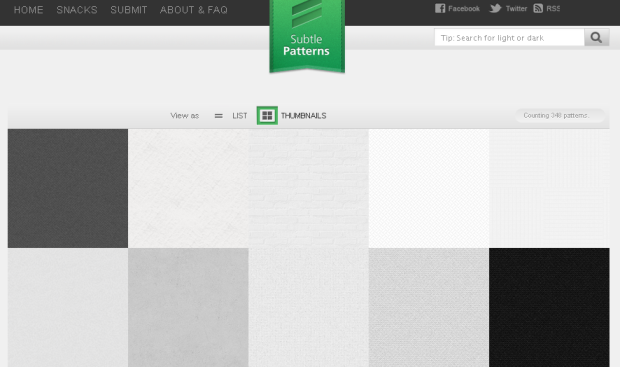 HOME SNACKS SUBMIT ABOUT & FAQ
Facebook Twitter RSS
Subtle
Patterns
Tip: Search for light or dark
View as LIST THUMBNAILS
Counting 348 patterns